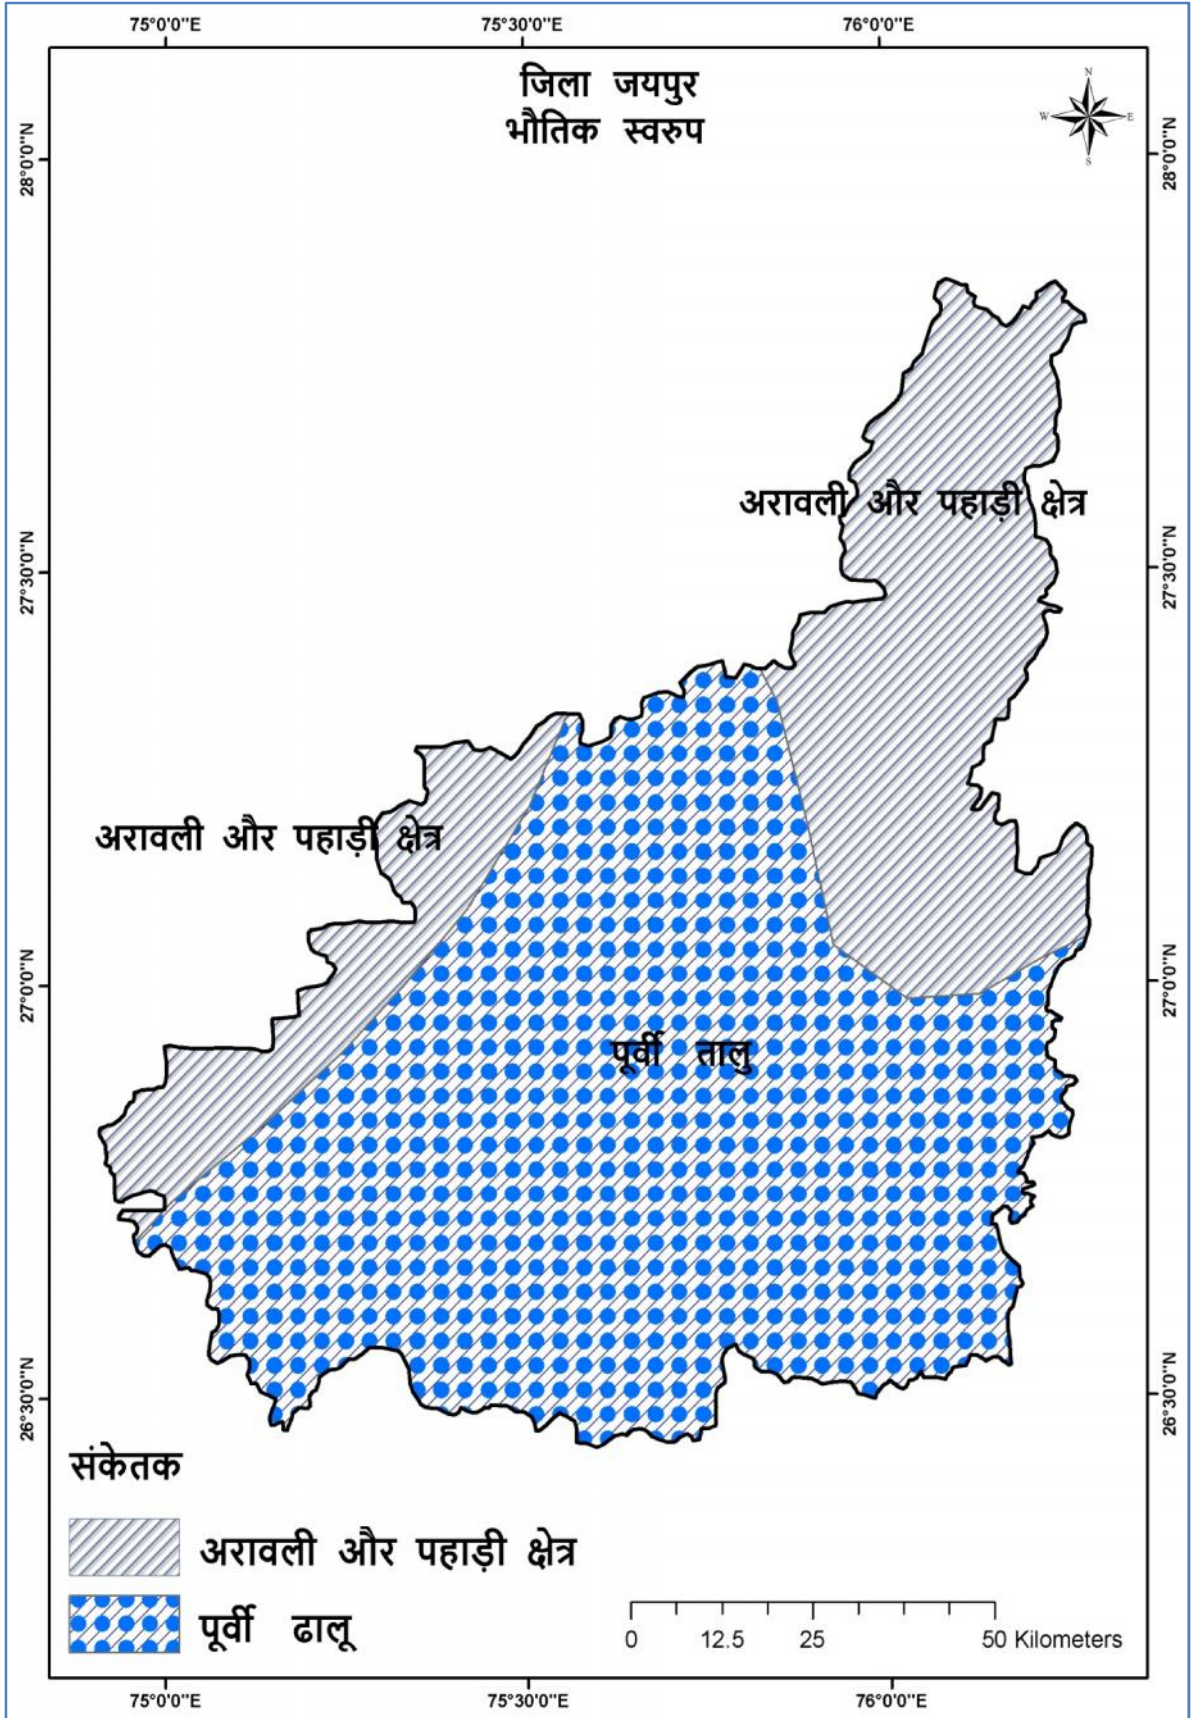 75°0'0"E 75°30'0"E 76°0'0"E
जिला जयपुर
भौतिक स्वरुप
N
W E
S
28°0'0"N 28°0'0"N
अरावली और पहाड़ी क्षेत्र
27°30'0"N 27°30'0"N
अरावली और पहाड़ी क्षेत्र
27°0'0"N 27°0'0"N
पूर्वी तालु
26°30'0"N 26°30'0"N
संकेतक
अरावली और पहाड़ी क्षेत्र
पूर्वी ढालू
0 12.5 25 50 Kilometers
75°0'0"E 75°30'0"E 76°0'0"E